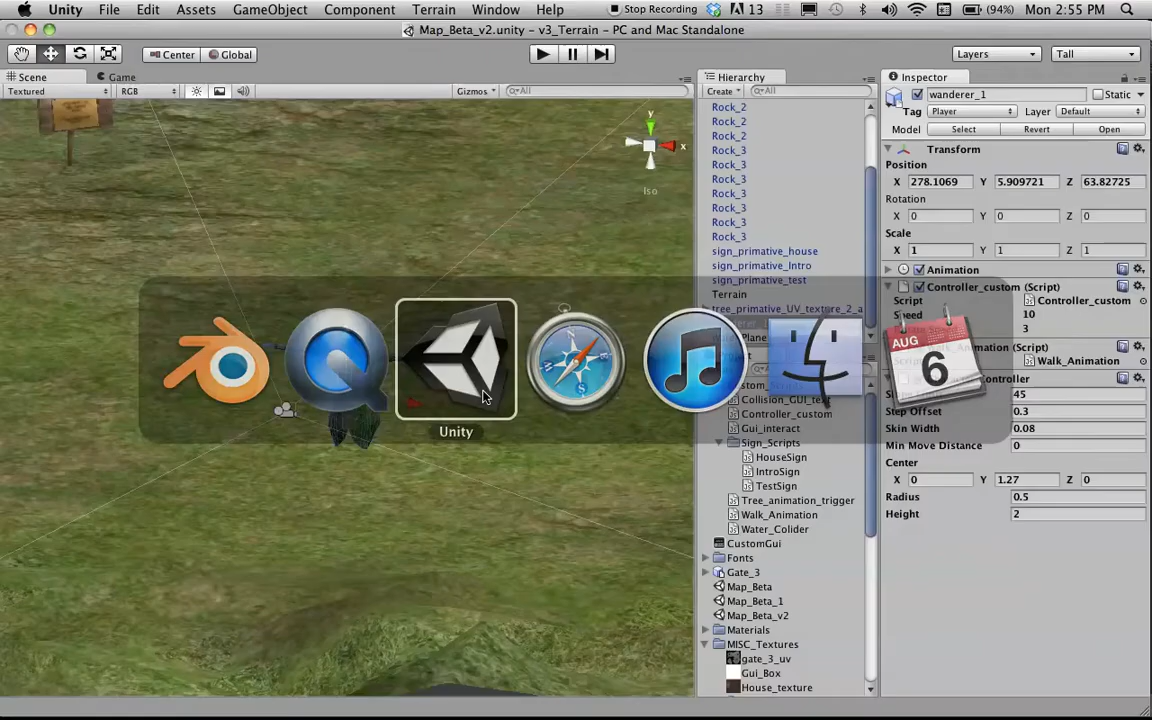 Unity File Edit Assets GameObject Component Terrain Window Help Stop Recording 13 (94%) Mon 2:55 PM
Map_Beta_v2.unity – v3_Terrain – PC and Mac Standalone
Center Global Layers Tall
Scene Game Hierarchy Inspector
Textured RGB Gizmos All Create All
wanderer_1 Static
Tag Player Layer Default
Model Select Revert Open
Transform
Position
X 278.1069 Y 5.909721 Z 63.82725
Rotation
X 0 Y 0 Z 0
Scale
X 1 Y 1 Z 1
Animation
Controller_custom (Script)
Script Controller_custom
Speed 10
3
(Script)
Walk_Animation
Controller
45
Step Offset 0.3
Skin Width 0.08
Min Move Distance 0
Center
X 0 Y 1.27 Z 0
Radius 0.5
Height 2
y
x
Iso
Rock_2
Rock_2
Rock_2
Rock_3
Rock_3
Rock_3
Rock_3
Rock_3
Rock_3
Rock_3
sign_primative_house
sign_primative_Intro
sign_primative_test
Terrain
tree_primative_UV_texture_2_a
Plane
Collision_GUI_text
Controller_custom
Gui_interact
Sign_Scripts
HouseSign
IntroSign
TestSign
Tree_animation_trigger
Walk_Animation
Water_Colider
CustomGui
Fonts
Gate_3
Map_Beta
Map_Beta_1
Map_Beta_v2
Materials
MISC_Textures
gate_3_uv
Gui_Box
House_texture
Unity
AUG
6